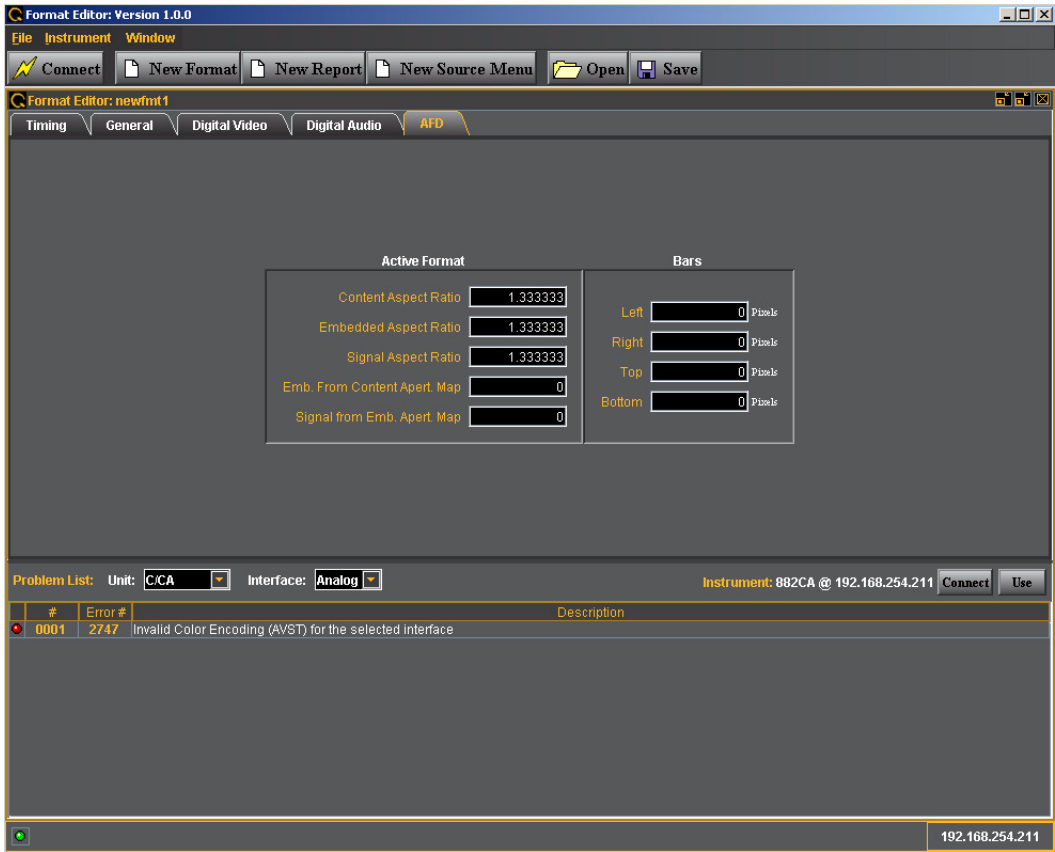 Format Editor: Version 1.0.0
File Instrument Window
Connect New Format New Report New Source Menu Open Save
Format Editor: newfmt1
Timing General Digital Video Digital Audio AFD
Active Format
Content Aspect Ratio 1.333333
Embedded Aspect Ratio 1.333333
Signal Aspect Ratio 1.333333
Emb. From Content Apert. Map 0
Signal from Emb. Apert. Map 0
Bars
Left 0 Pixels
Right 0 Pixels
Top 0 Pixels
Bottom 0 Pixels
Problem List: Unit: C/CA Interface: Analog Instrument: 882CA @ 192.168.254.211 Connect Use
# Error # Description
0001 2747 Invalid Color Encoding (AVST) for the selected interface
192.168.254.211